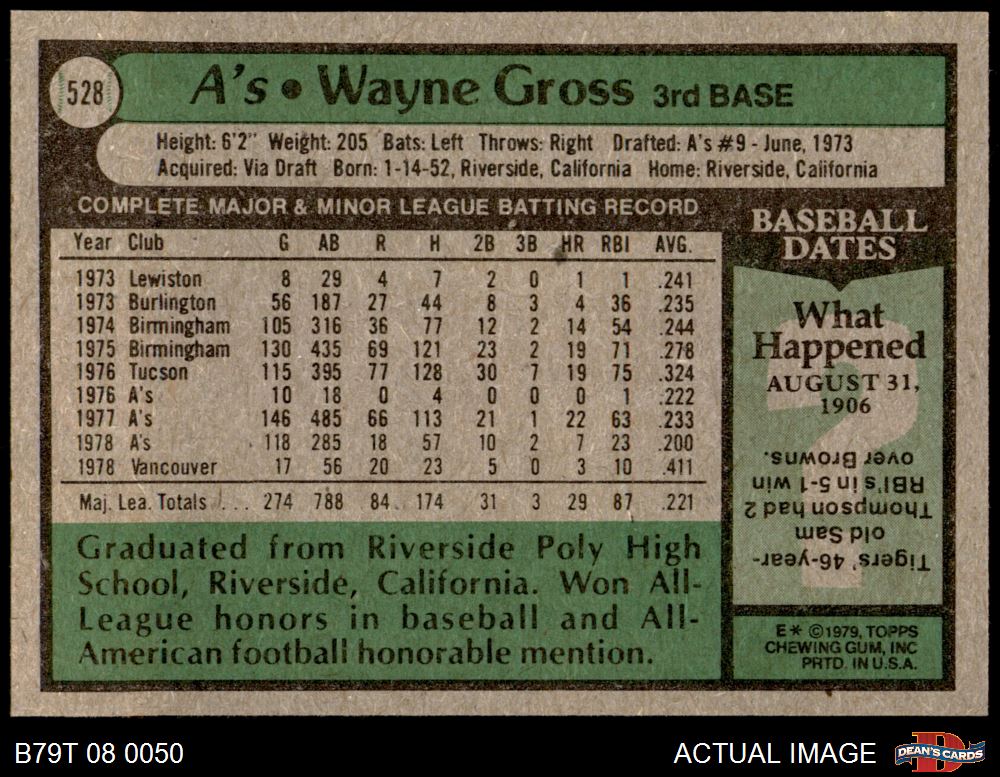 528
A's • Wayne Gross 3rd BASE
Height: 6'2" Weight: 205 Bats: Left Throws: Right Drafted: A's #9 - June, 1973
Acquired: Via Draft Born: 1-14-52, Riverside, California Home: Riverside, California
COMPLETE MAJOR & MINOR LEAGUE BATTING RECORD
Year Club G AB R H 2B 3B HR RBI AVG.
1973 Lewiston 8 29 4 7 2 0 1 1 .241
1973 Burlington 56 187 27 44 8 3 4 36 .235
1974 Birmingham 105 316 36 77 12 2 14 54 .244
1975 Birmingham 130 435 69 121 23 2 19 71 .278
1976 Tucson 115 395 77 128 30 7 19 75 .324
1976 A's 10 18 0 4 0 0 0 1 .222
1977 A's 146 485 66 113 21 1 22 63 .233
1978 A's 118 285 18 57 10 2 7 23 .200
1978 Vancouver 17 56 20 23 5 0 3 10 .411
Maj. Lea. Totals . . . 274 788 84 174 31 3 29 87 .221
Graduated from Riverside Poly High
School, Riverside, California. Won All-
League honors in baseball and All-
American football honorable mention.
BASEBALL
DATES
What
Happened
AUGUST 31,
1906
Tigers' 46-year-
old Sam
Thompson had 2
RBI's in 5-1 win
over Browns.
E* ©1979, TOPPS
CHEWING GUM, INC
PRTD. IN U.S.A.
B79T 08 0050
ACTUAL IMAGE
D
DEAN'S CARDS